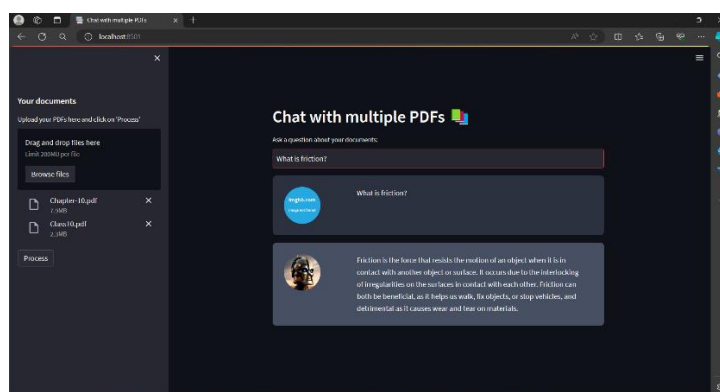 Chat with multiple PDFs
localhost:8501
Your documents
Upload your PDFs here and click on 'Process'
Drag and drop files here
Limit 200MB per file
Browse files
Chapter-10.pdf
Class10.pdf
Process
Chat with multiple PDFs
Ask a question about your documents:
What is friction?
What is friction?
Friction is the force that resists the motion of an object when it is in
contact with another object or surface. It occurs due to the interlocking
of irregularities on the surfaces in contact with each other. Friction can
both be beneficial, as it helps us walk, fix objects, or stop vehicles, and
detrimental as it causes wear and tear on materials.